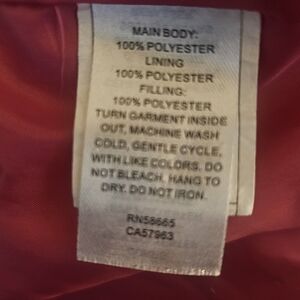 MAIN BODY:
100% POLYESTER
LINING
100% POLYESTER
FILLING:
100% POLYESTER
TURN GARMENT INSIDE
OUT, MACHINE WASH
COLD, GENTLE CYCLE,
WITH LIKE COLORS. DO
NOT BLEACH. HANG TO
DRY. DO NOT IRON.
RN58665
CA57963